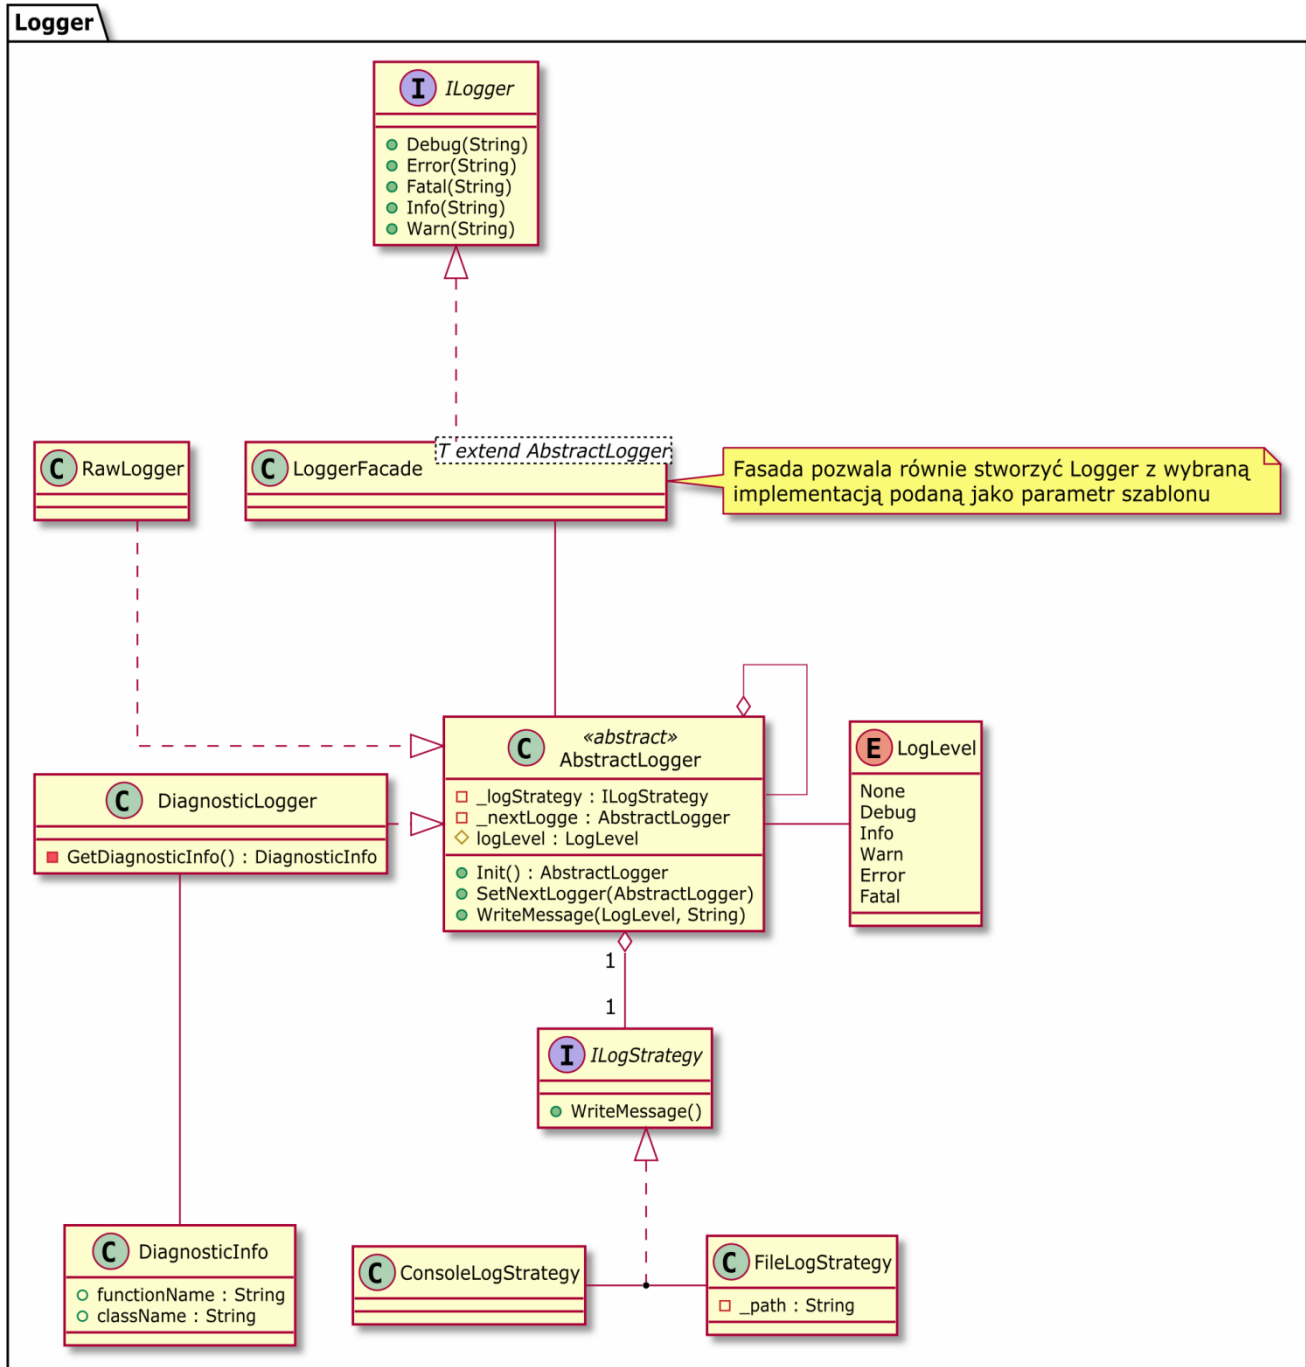 Logger
I ILogger
Debug(String)
Error(String)
Fatal(String)
Info(String)
Warn(String)
C RawLogger
C LoggerFacade
T extend AbstractLogger
Fasada pozwala równie stworzyć Logger z wybraną
implementacją podaną jako parametr szablonu
C «abstract»
AbstractLogger
_logStrategy : ILogStrategy
_nextLogge : AbstractLogger
logLevel : LogLevel
Init() : AbstractLogger
SetNextLogger(AbstractLogger)
WriteMessage(LogLevel, String)
E LogLevel
None
Debug
Info
Warn
Error
Fatal
C DiagnosticLogger
GetDiagnosticInfo() : DiagnosticInfo
1
1
I ILogStrategy
WriteMessage()
C DiagnosticInfo
functionName : String
className : String
C ConsoleLogStrategy
C FileLogStrategy
_path : String